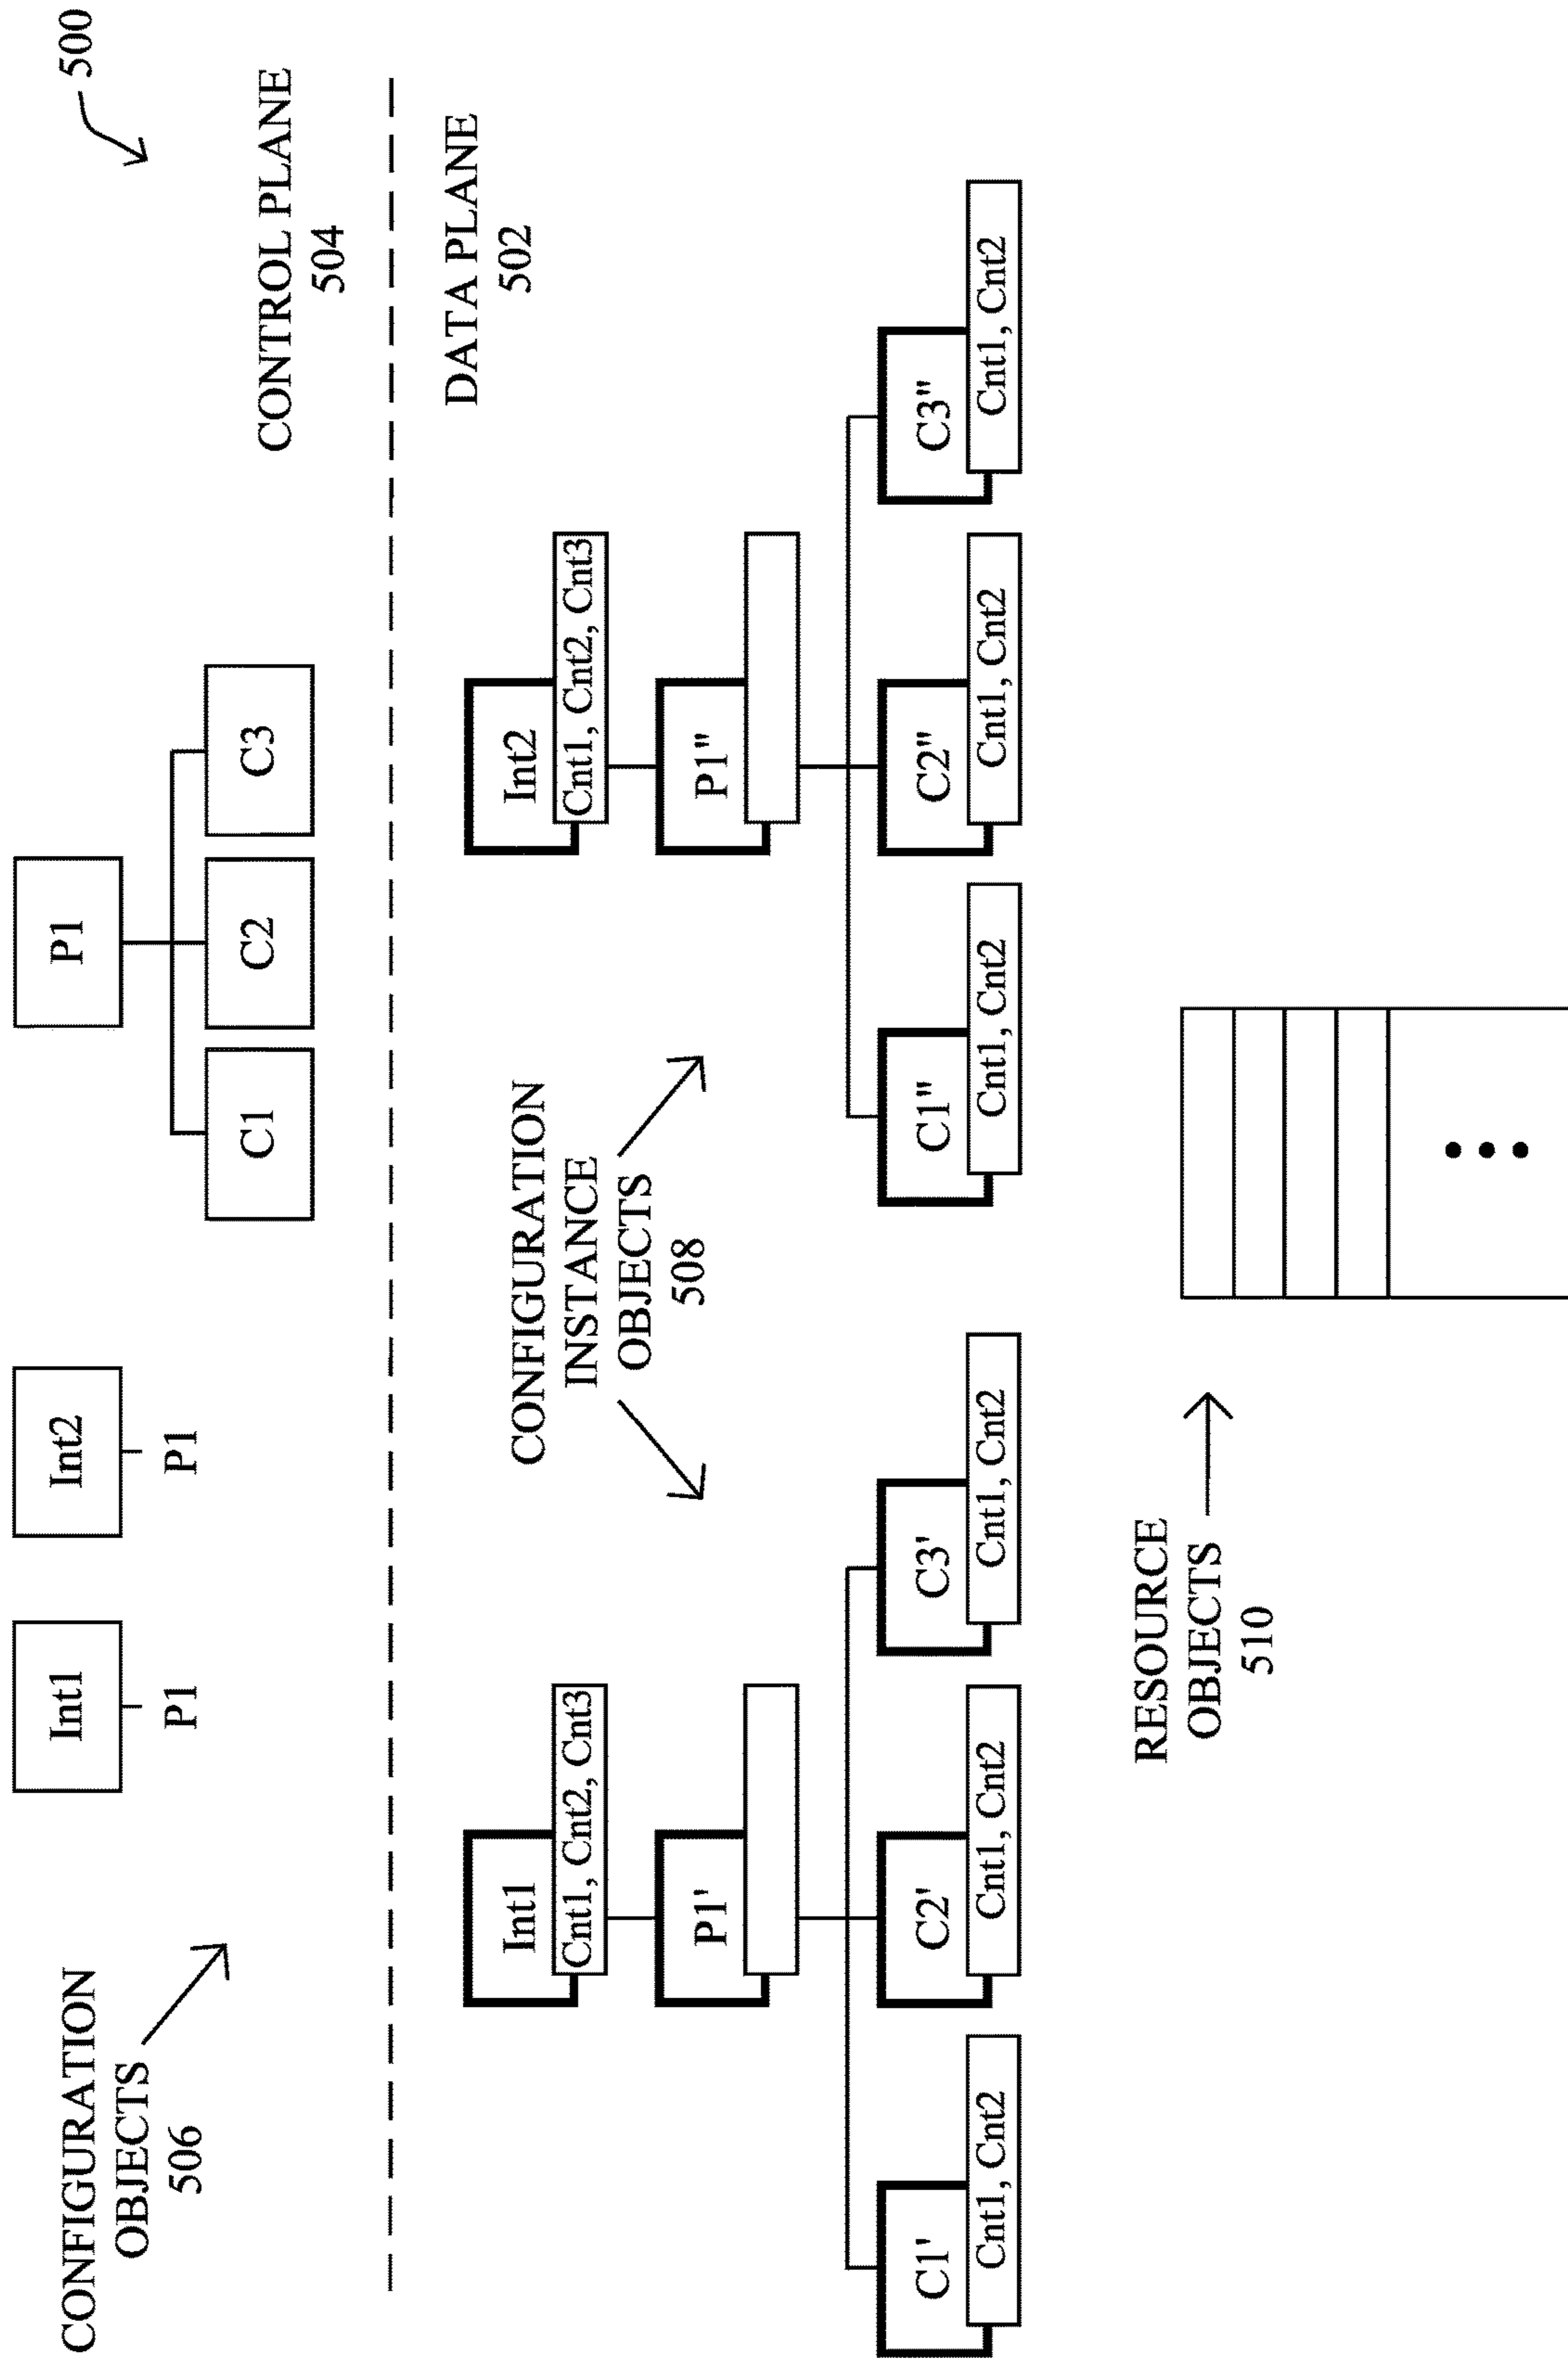 500
CONTROL PLANE
504
CONFIGURATION
OBJECTS
506
Int1
P1
Int2
P1
P1
C1
C2
C3
DATA PLANE
502
CONFIGURATION
INSTANCE
OBJECTS
508
Int1
Cnt1, Cnt2, Cnt3
P1'
C1'
Cnt1, Cnt2
C2'
Cnt1, Cnt2
C3'
Cnt1, Cnt2
Int2
Cnt1, Cnt2, Cnt3
P1"
C1"
Cnt1, Cnt2
C2"
Cnt1, Cnt2
C3"
Cnt1, Cnt2
RESOURCE
OBJECTS
510